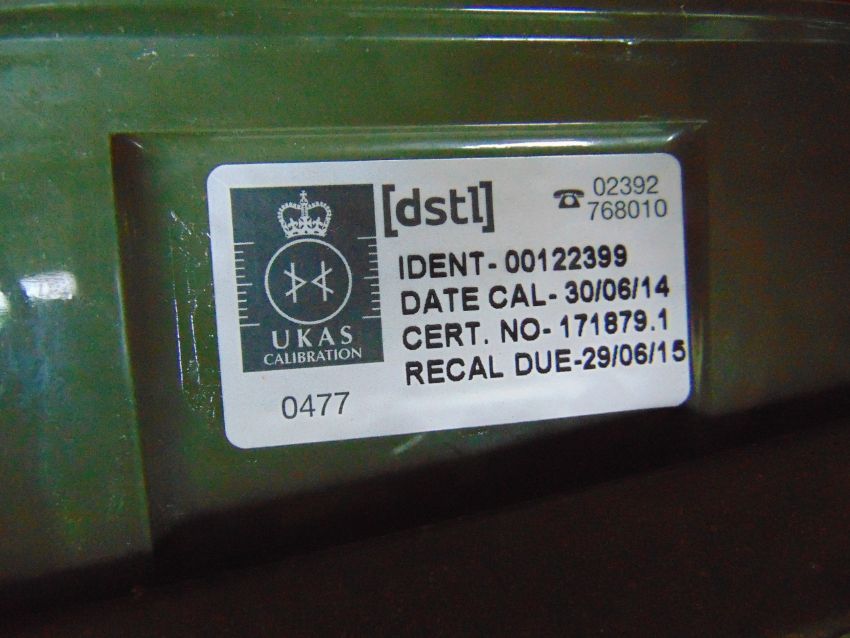 [dstl]
02392
768010
IDENT- 00122399
DATE CAL- 30/06/14
CERT. NO- 171879.1
RECAL DUE-29/06/15
UKAS
CALIBRATION
0477